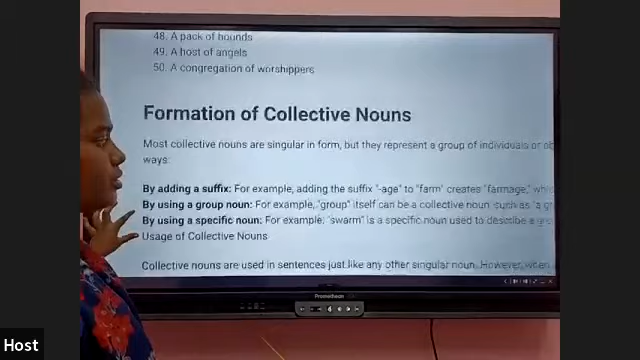 48. A pack of hounds
49. A host of angels
50. A congregation of worshippers
Formation of Collective Nouns
Most collective nouns are singular in form, but they represent a group of individuals or ob
ways:
By adding a suffix: For example, adding the suffix "-age" to "farm" creates "farmage," whic
By using a group noun: For example, "group" itself can be a collective noun such as "a gr
By using a specific noun: For example, "swarm" is a specific noun used to describe a
Usage of Collective Nouns
Collective nouns are used in sentences just like any other singular noun. However, when
Promethean
Host